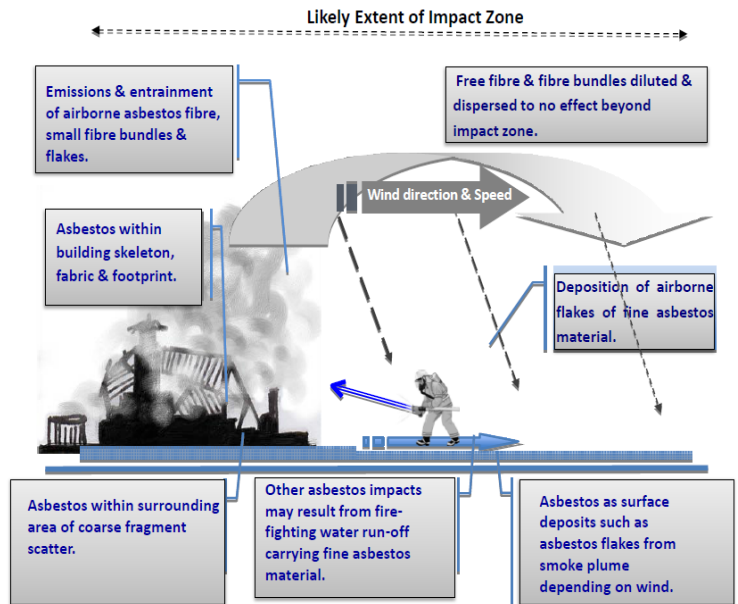 Likely Extent of Impact Zone
Emissions & entrainment
of airborne asbestos fibre,
small fibre bundles &
flakes.
Free fibre & fibre bundles diluted &
dispersed to no effect beyond
impact zone.
Wind direction & Speed
Asbestos within
building skeleton,
fabric & footprint.
Deposition of airborne
flakes of fine asbestos
material.
Asbestos within surrounding
area of coarse fragment
scatter.
Other asbestos impacts
may result from fire-
fighting water run-off
carrying fine asbestos
material.
Asbestos as surface
deposits such as
asbestos flakes from
smoke plume
depending on wind.